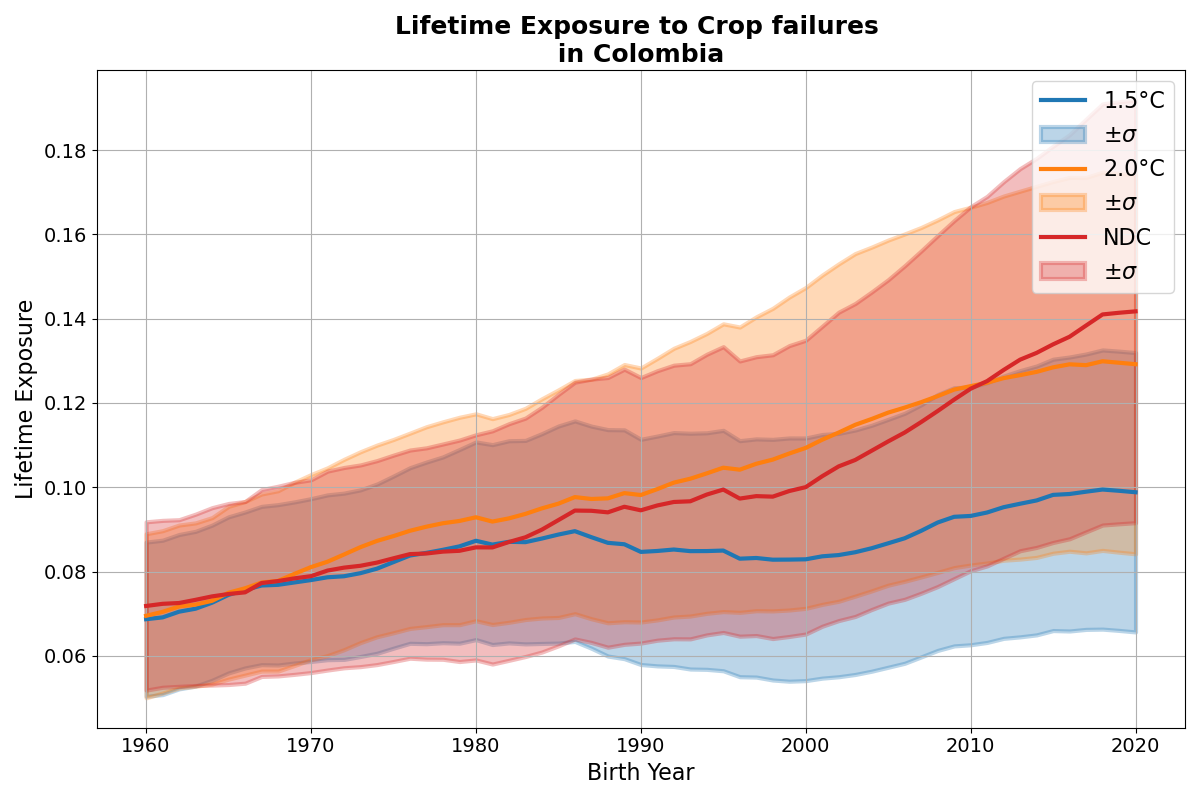 Lifetime Exposure to Crop failures
in Colombia
1.5°C
±σ
2.0°C
±σ
NDC
±σ
Lifetime Exposure
0.18
0.16
0.14
0.12
0.10
0.08
0.06
1960 1970 1980 1990 2000 2010 2020
Birth Year